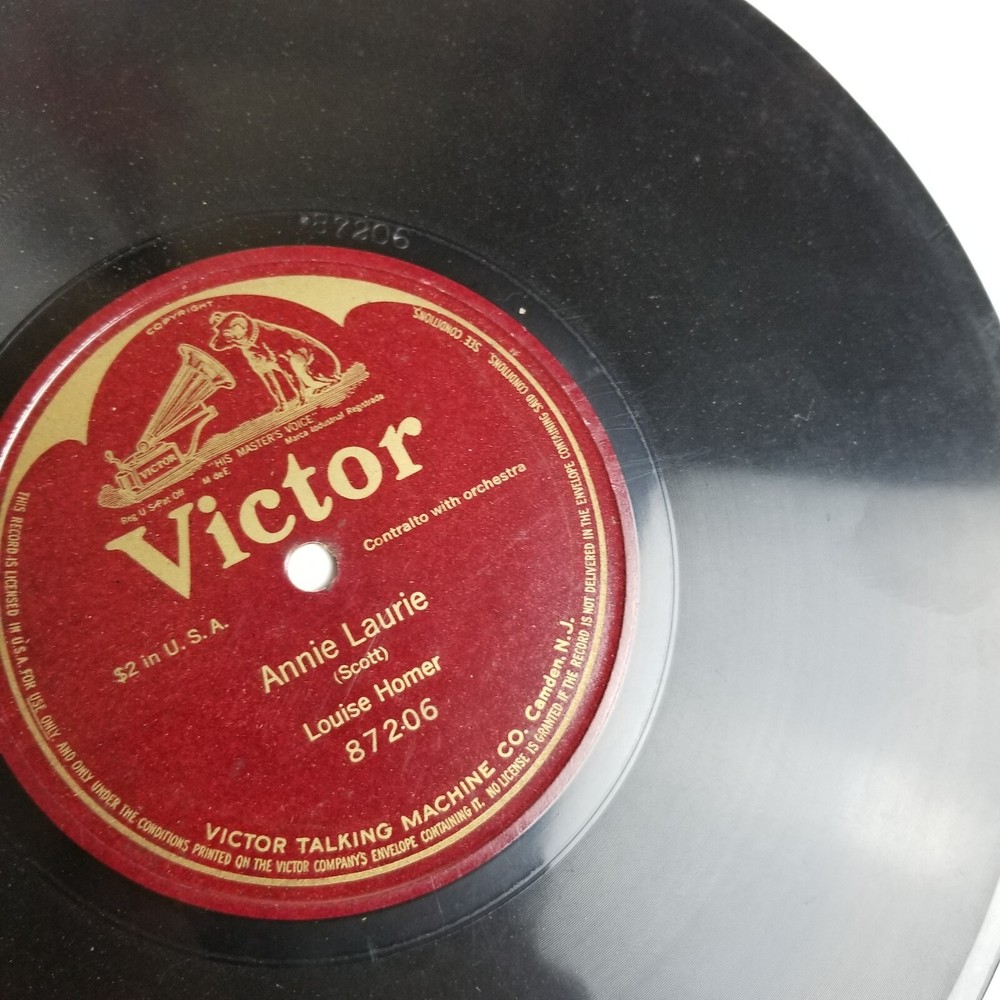 87206
COPYRIGHT
VICTOR
"HIS MASTER'S VOICE"
Reg U S Pat Off M de F Marca Industrial Registrada
Victor
Contralto with orchestra
$2 in U. S. A.
Annie Laurie
(Scott)
Louise Homer
87206
VICTOR TALKING MACHINE CO. Camden, N.J.
THIS RECORD IS LICENSED IN U.S.A. FOR USE ONLY AND ONLY UNDER THE CONDITIONS PRINTED ON THE VICTOR COMPANY'S ENVELOPE CONTAINING IT. NO LICENSE IS GRANTED IF THE RECORD IS NOT DELIVERED IN THE ENVELOPE CONTAINING SAID CONDITIONS. SEE CONDITIONS.